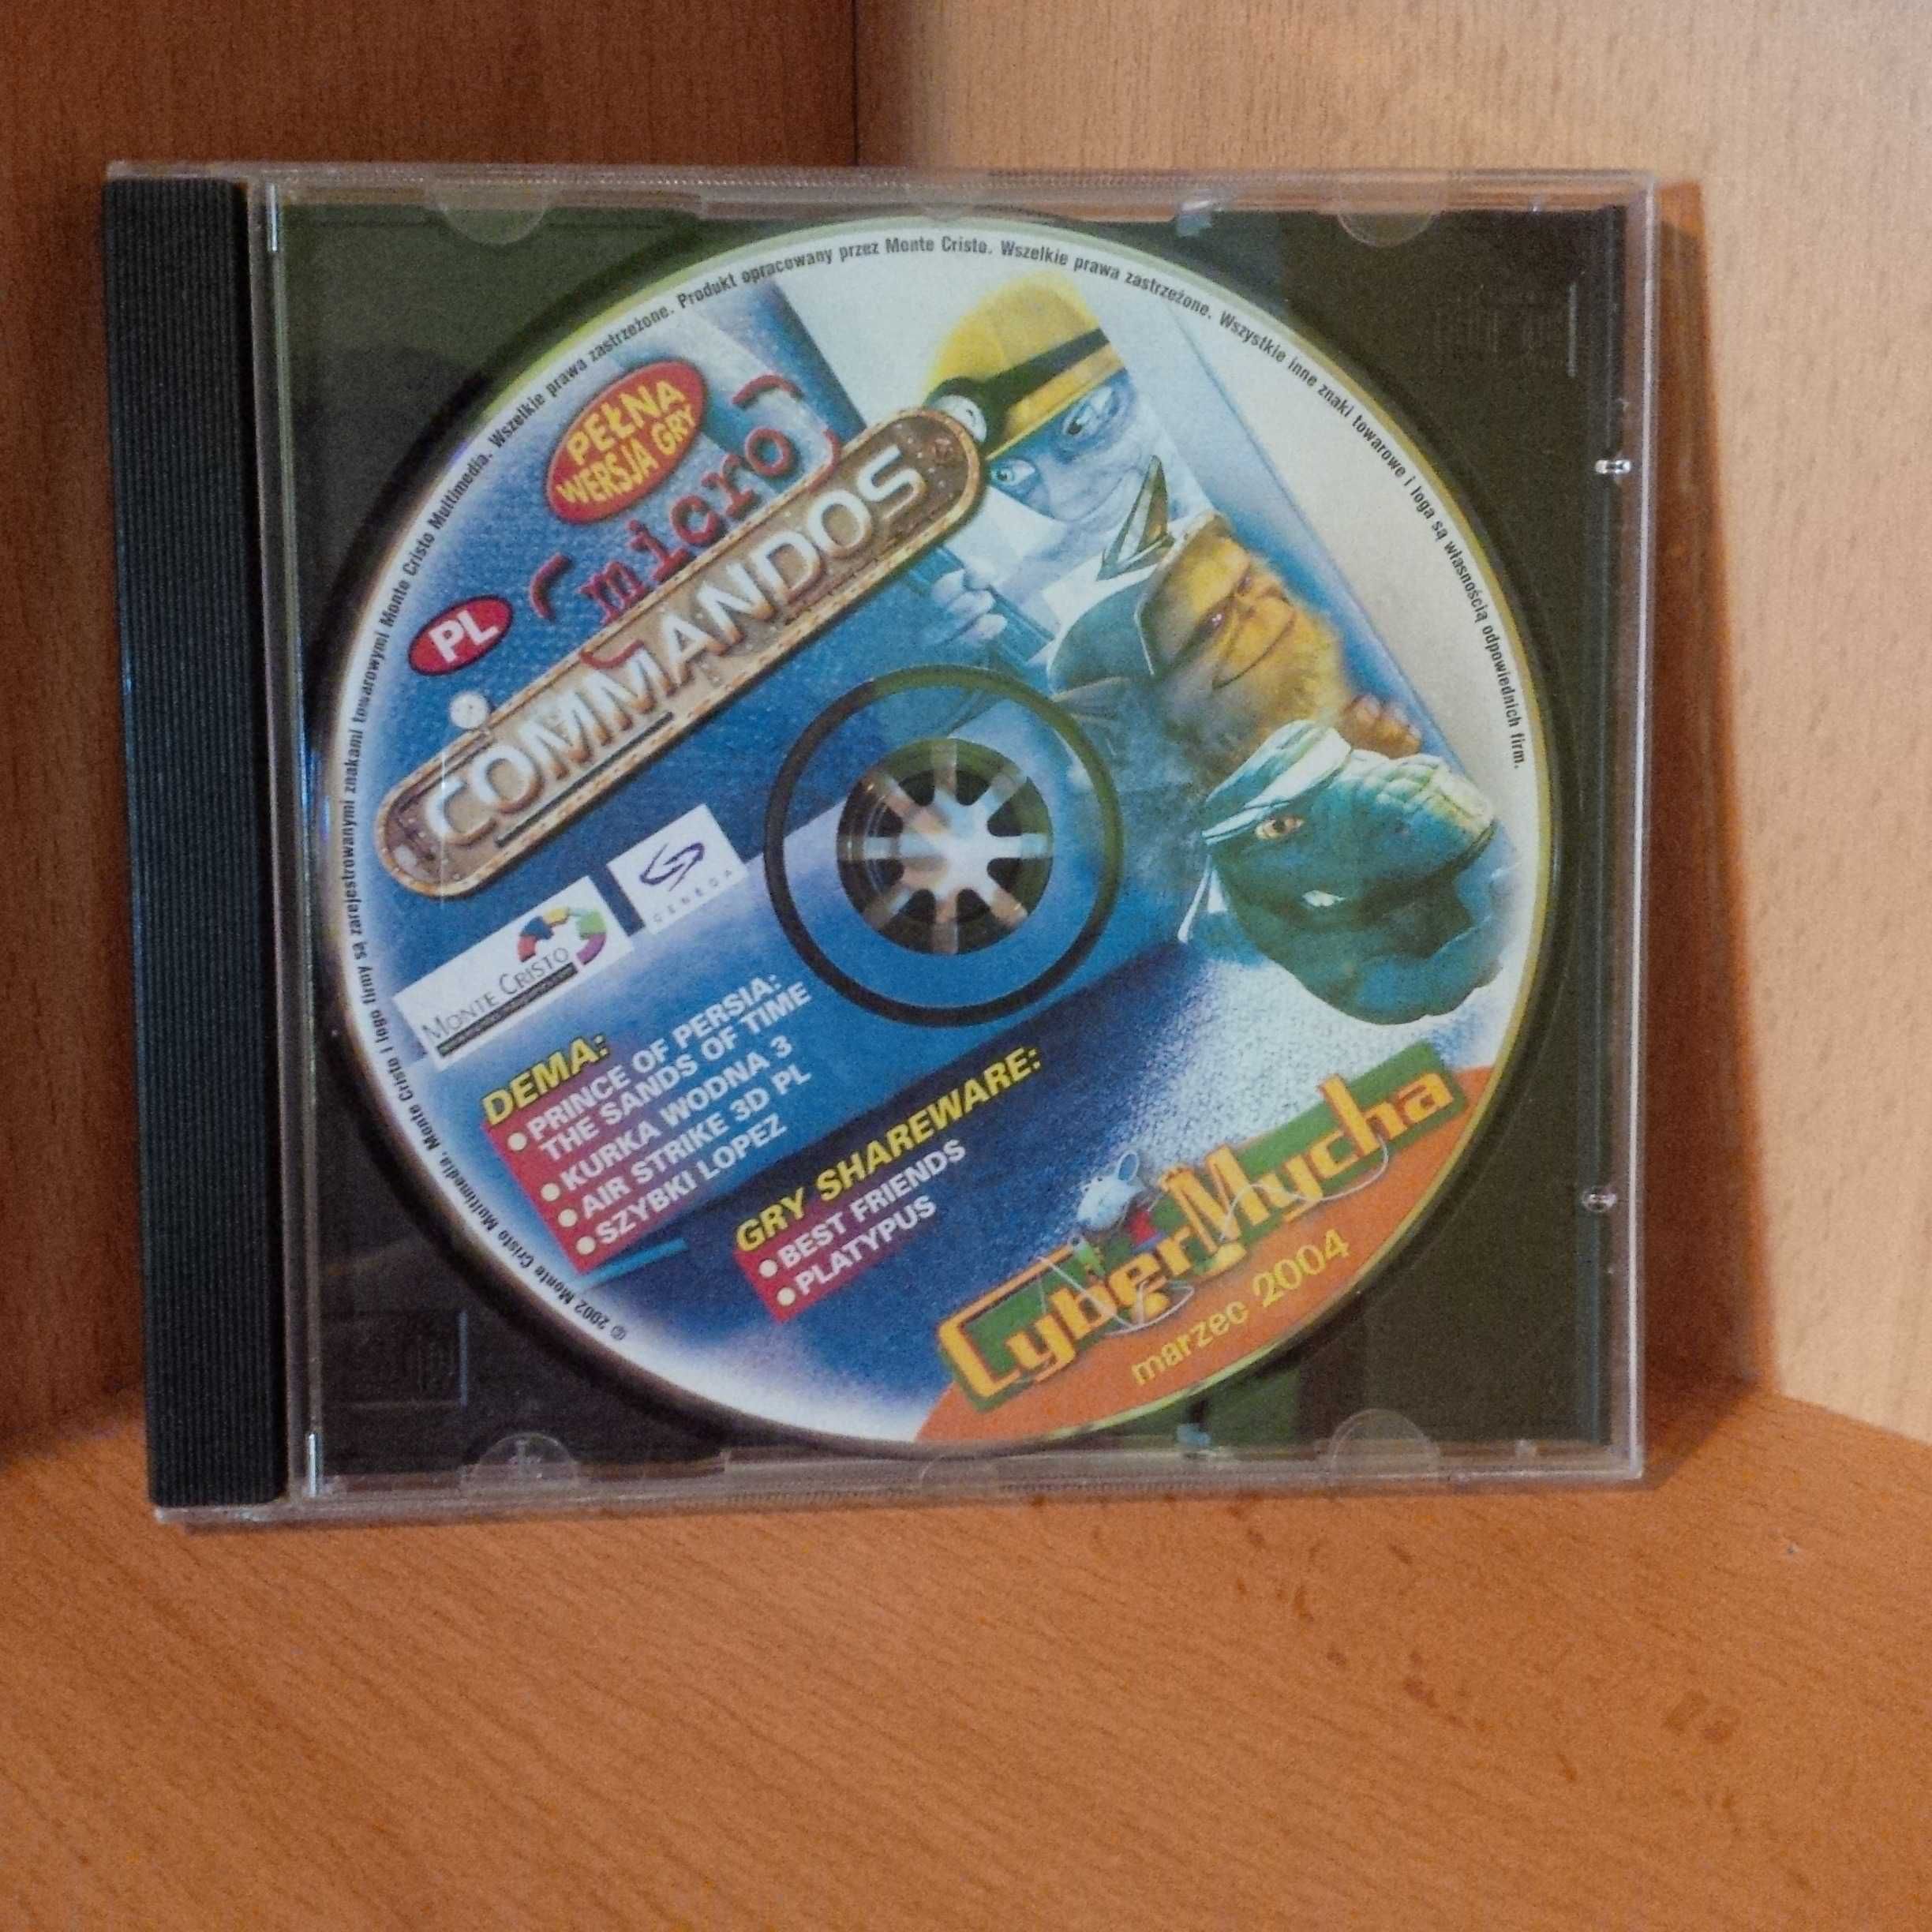 PEŁNA
WERSJA GRY
PL
micro
COMMANDOS
MONTE CRISTO
CENEGA
DEMA:
PRINCE OF PERSIA:
THE SANDS OF TIME
KURKA WODNA 3
AIR STRIKE 3D PL
SZYBKI LOPEZ
GRY SHAREWARE:
BEST FRIENDS
PLATYPUS
CyberMycha
marzec 2004
© 2002 Monte Cristo Multimedia. Monte Cristo i logo firmy są zarejestrowanymi znakami towarowymi Monte Cristo Multimedia. Wszelkie prawa zastrzeżone. Produkt opracowany przez Monte Cristo. Wszelkie prawa zastrzeżone. Wszystkie inne znaki towarowe i loga są własnością odpowiednich firm.